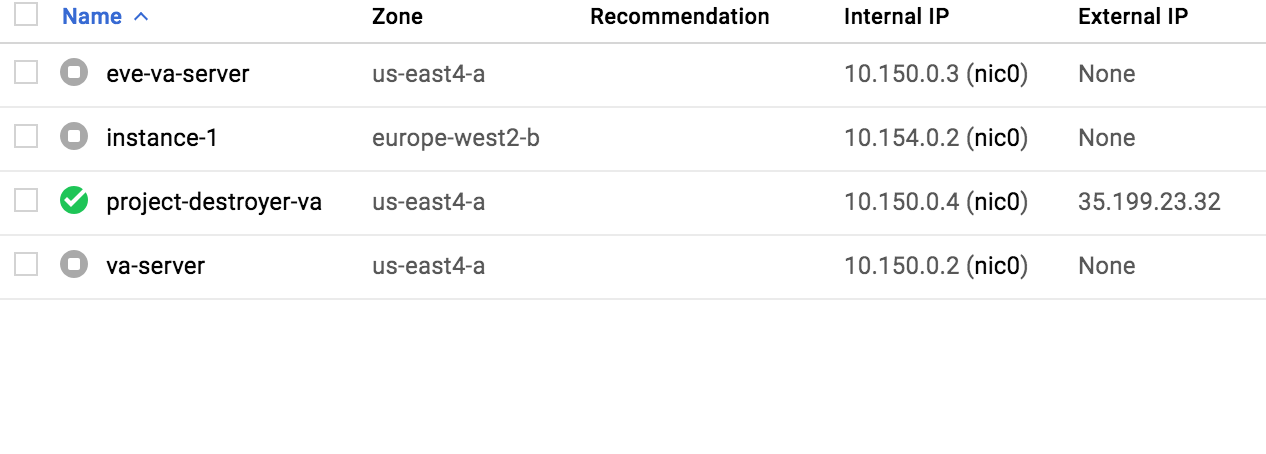 Name Zone Recommendation Internal IP External IP
eve-va-server us-east4-a 10.150.0.3 (nic0) None
instance-1 europe-west2-b 10.154.0.2 (nic0) None
project-destroyer-va us-east4-a 10.150.0.4 (nic0) 35.199.23.32
va-server us-east4-a 10.150.0.2 (nic0) None